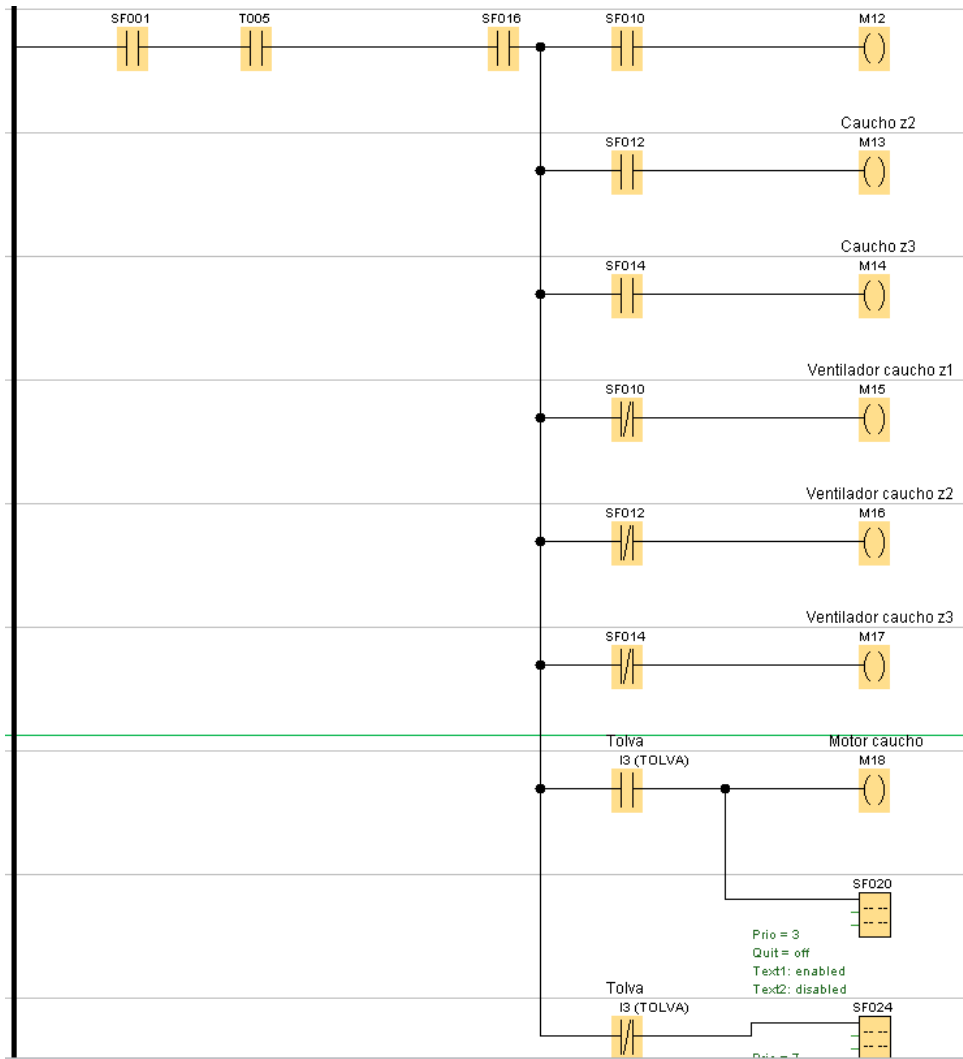 SF001 T005 SF016 SF010 M12
Caucho z2
SF012 M13
Caucho z3
SF014 M14
Ventilador caucho z1
SF010 M15
Ventilador caucho z2
SF012 M16
Ventilador caucho z3
SF014 M17
Tolva Motor caucho
I3 (TOLVA) M18
SF020
Prio = 3
Quit = off
Text1: enabled
Text2: disabled
Tolva
I3 (TOLVA) SF024
Prio = 7